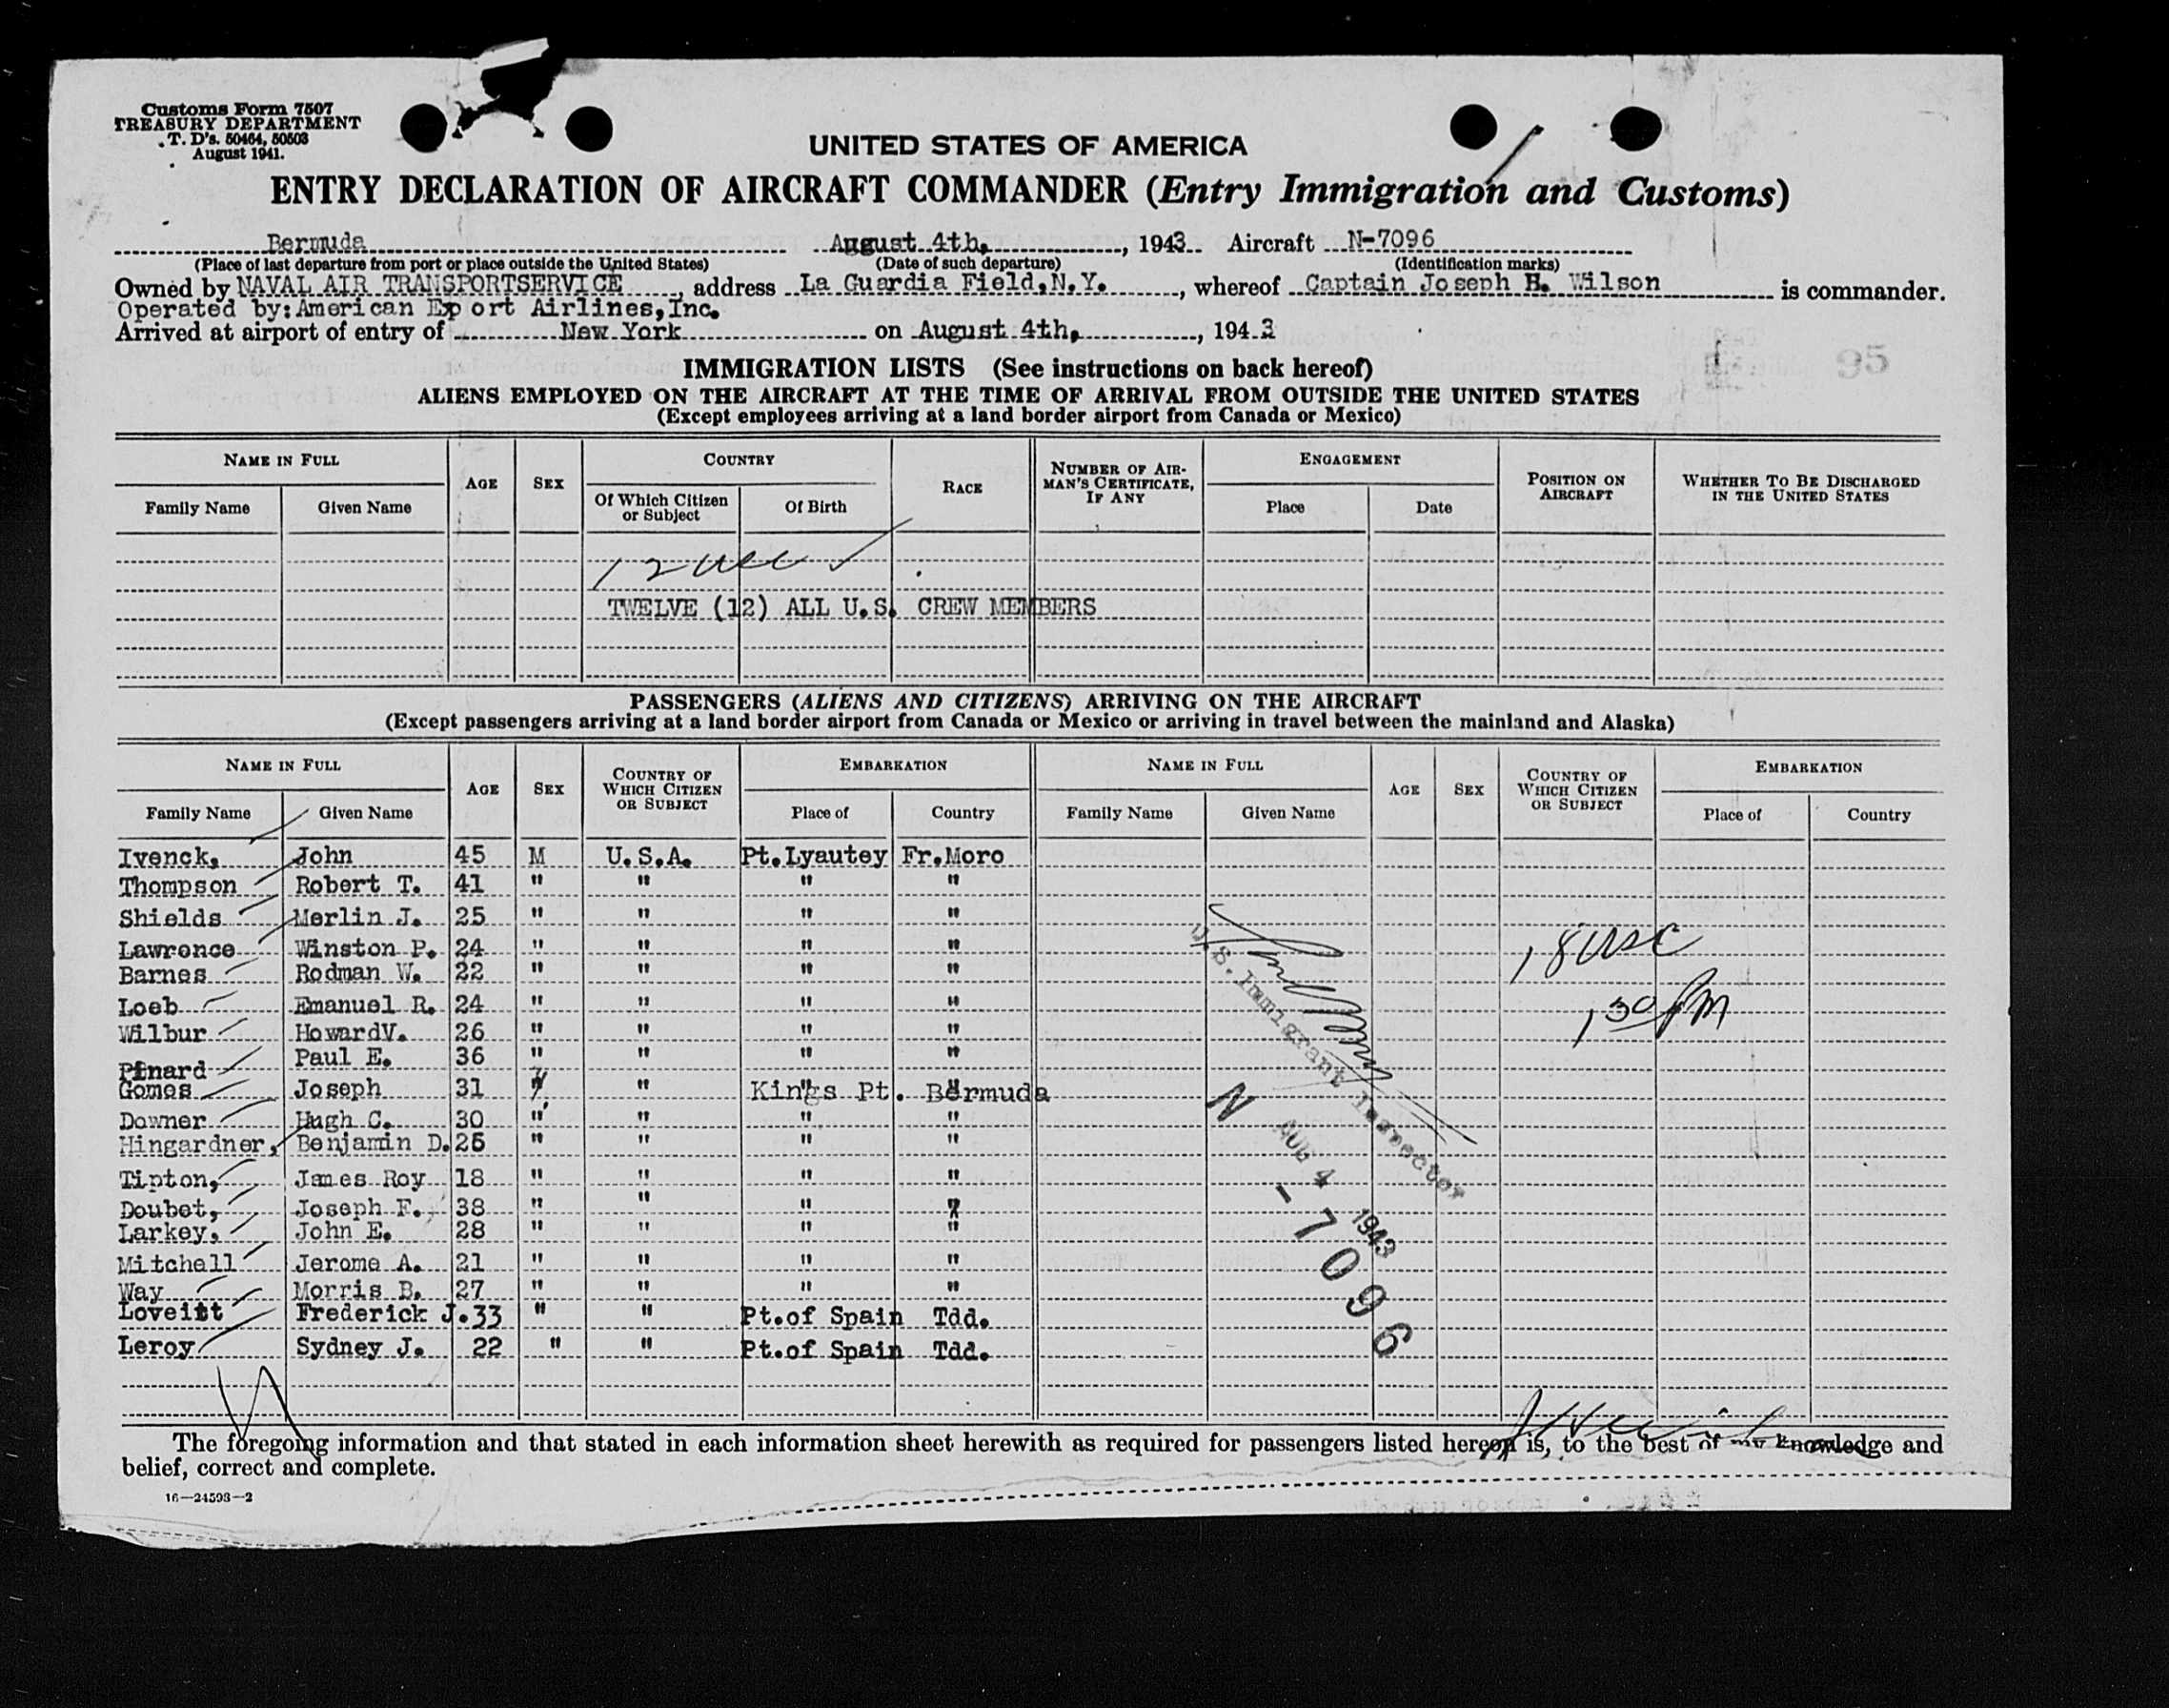 Customs Form 7507
TREASURY DEPARTMENT
T. D's. 50464, 50503
August 1941.
UNITED STATES OF AMERICA
ENTRY DECLARATION OF AIRCRAFT COMMANDER (Entry Immigration and Customs)
Bermuda August 4th, , 1943 Aircraft N-7096
(Place of last departure from port or place outside the United States) (Date of such departure) (Identification marks)
Owned by NAVAL AIR TRANSPORTSERVICE , address La Guardia Field,N.Y. , whereof Captain Joseph H. Wilson is commander.
Operated by:American Export Airlines,Inc.
Arrived at airport of entry of New York on August 4th, , 1943
95
IMMIGRATION LISTS (See instructions on back hereof)
ALIENS EMPLOYED ON THE AIRCRAFT AT THE TIME OF ARRIVAL FROM OUTSIDE THE UNITED STATES
(Except employees arriving at a land border airport from Canada or Mexico)
NAME IN FULL AGE SEX COUNTRY RACE NUMBER OF AIRMAN'S CERTIFICATE, IF ANY ENGAGEMENT POSITION ON AIRCRAFT WHETHER TO BE DISCHARGED IN THE UNITED STATES
Family Name Given Name Of Which Citizen or Subject Of Birth Place Date
12
TWELVE (12) ALL U.S. CREW MEMBERS
PASSENGERS (ALIENS AND CITIZENS) ARRIVING ON THE AIRCRAFT
(Except passengers arriving at a land border airport from Canada or Mexico or arriving in travel between the mainland and Alaska)
NAME IN FULL AGE SEX COUNTRY OF WHICH CITIZEN OR SUBJECT EMBARKATION NAME IN FULL AGE SEX COUNTRY OF WHICH CITIZEN OR SUBJECT EMBARKATION
Family Name Given Name Place of Country Family Name Given Name Place of Country
Ivenck, John 45 M U.S.A. Pt.Lyautey Fr.Moro
Thompson Robert T. 41 " " " "
Shields Merlin J. 25 " " " "
Lawrence Winston P. 24 " " " "
Barnes Rodman W. 22 " " " "
Loeb Emanuel R. 24 " " " "
Wilbur HowardV. 26 " " " "
Pinard Paul E. 36 " " " "
Gomes Joseph 31 " " Kings Pt. Bermuda
Downer Hugh C. 30 " " " "
Hingardner, Benjamin D. 25 " " " "
Tipton, James Roy 18 " " " "
Doubet, Joseph F. 38 " " " "
Larkey, John E. 28 " " " "
Mitchell Jerome A. 21 " " " "
Way Morris B. 27 " " " "
Loveitt Frederick J. 33 " " Pt.of Spain Tdd.
Leroy Sydney J. 22 " " Pt.of Spain Tdd.
18 USC
1 30 PM
U.S. Immigrant Inspector
AUG 4 1943
N - 7096
The foregoing information and that stated in each information sheet herewith as required for passengers listed hereon is, to the best of my knowledge and
belief, correct and complete.
16—24593—2